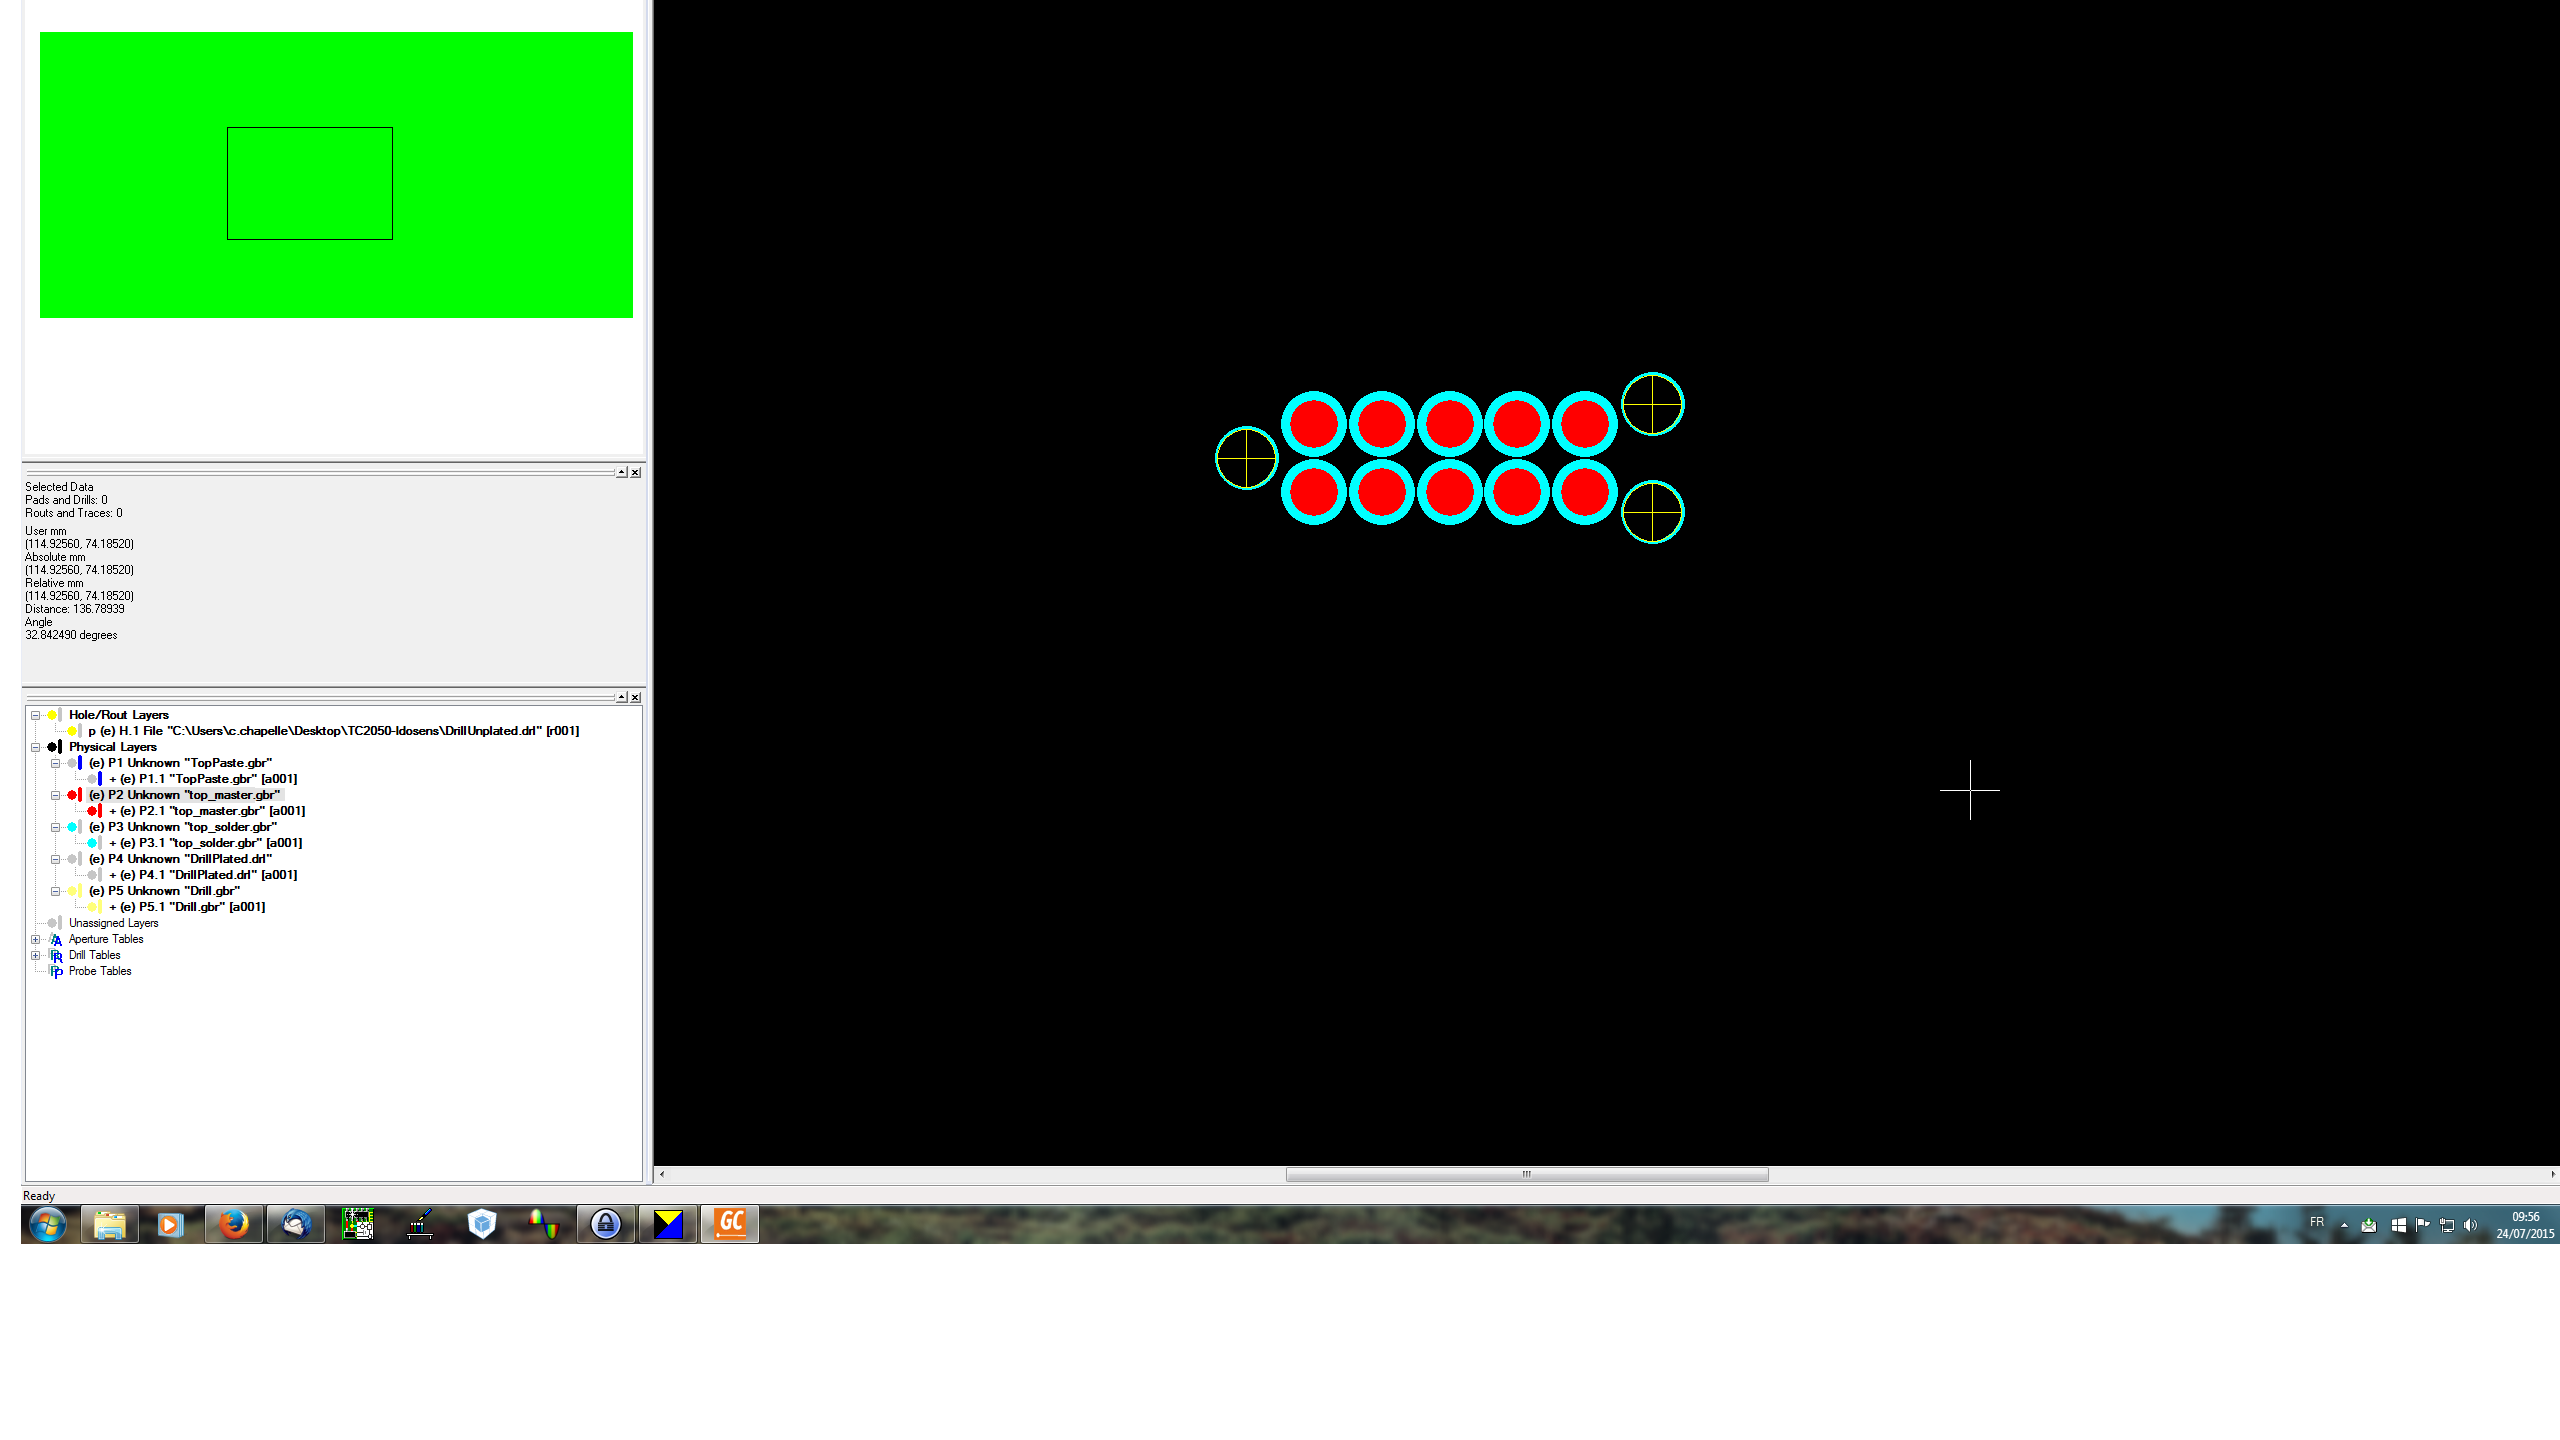 Selected Data
Pads and Drills: 0
Routs and Traces: 0
User mm
(114.92560, 74.18520)
Absolute mm
(114.92560, 74.18520)
Relative mm
(114.92560, 74.18520)
Distance: 136.78939
Angle
32.842490 degrees
Hole/Rout Layers
p (e) H.1 File "C:\Users\c.chapelle\Desktop\TC2050-Idosens\DrillUnplated.drl" [r001]
Physical Layers
(e) P1 Unknown "TopPaste.gbr"
+ (e) P1.1 "TopPaste.gbr" [a001]
(e) P2 Unknown "top_master.gbr"
+ (e) P2.1 "top_master.gbr" [a001]
(e) P3 Unknown "top_solder.gbr"
+ (e) P3.1 "top_solder.gbr" [a001]
(e) P4 Unknown "DrillPlated.drl"
+ (e) P4.1 "DrillPlated.drl" [a001]
(e) P5 Unknown "Drill.gbr"
+ (e) P5.1 "Drill.gbr" [a001]
Unassigned Layers
Aperture Tables
Drill Tables
Probe Tables
Ready
GC
FR
09:56
24/07/2015